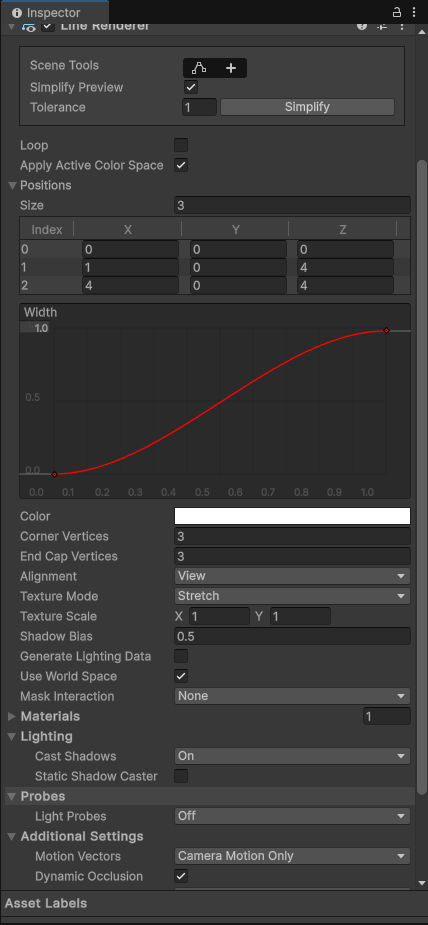 Inspector
Line Renderer
Scene Tools
Simplify Preview
Tolerance 1 Simplify
Loop
Apply Active Color Space
Positions
Size 3
Index X Y Z
0 0 0 0
1 1 0 4
2 4 0 4
Width
1.0
0.5
0.0
0.0 0.1 0.2 0.3 0.4 0.5 0.6 0.7 0.8 0.9 1.0
Color
Corner Vertices 3
End Cap Vertices 3
Alignment View
Texture Mode Stretch
Texture Scale X 1 Y 1
Shadow Bias 0.5
Generate Lighting Data
Use World Space
Mask Interaction None
Materials 1
Lighting
Cast Shadows On
Static Shadow Caster
Probes
Light Probes Off
Additional Settings
Motion Vectors Camera Motion Only
Dynamic Occlusion
Asset Labels